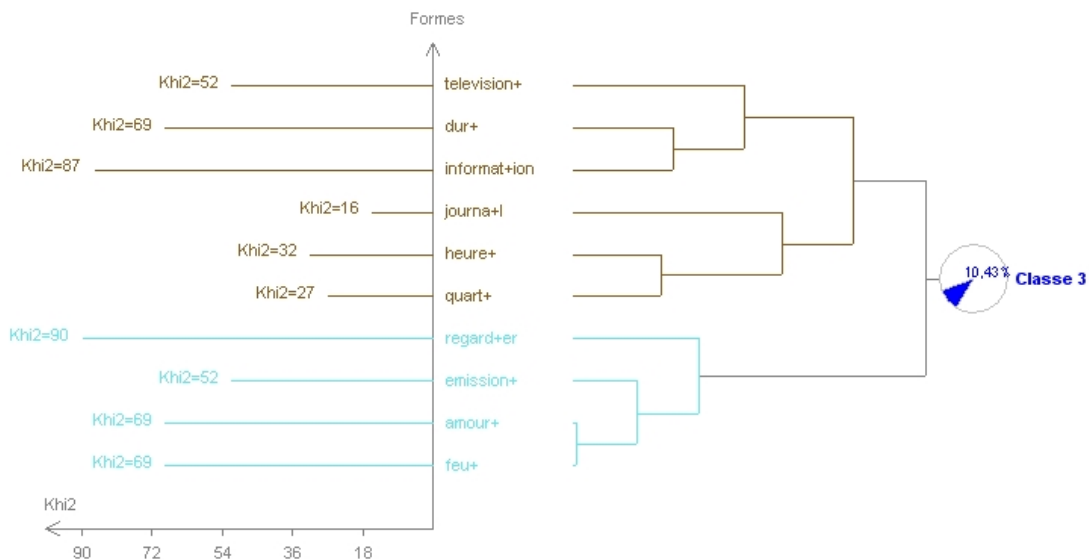 Formes
Khi2=52 television+
Khi2=69 dur+
Khi2=87 informat+ion
Khi2=16 journa+l
Khi2=32 heure+
Khi2=27 quart+
10,43% Classe 3
Khi2=90 regard+er
Khi2=52 emission+
Khi2=69 amour+
Khi2=69 feu+
Khi2
90 72 54 36 18